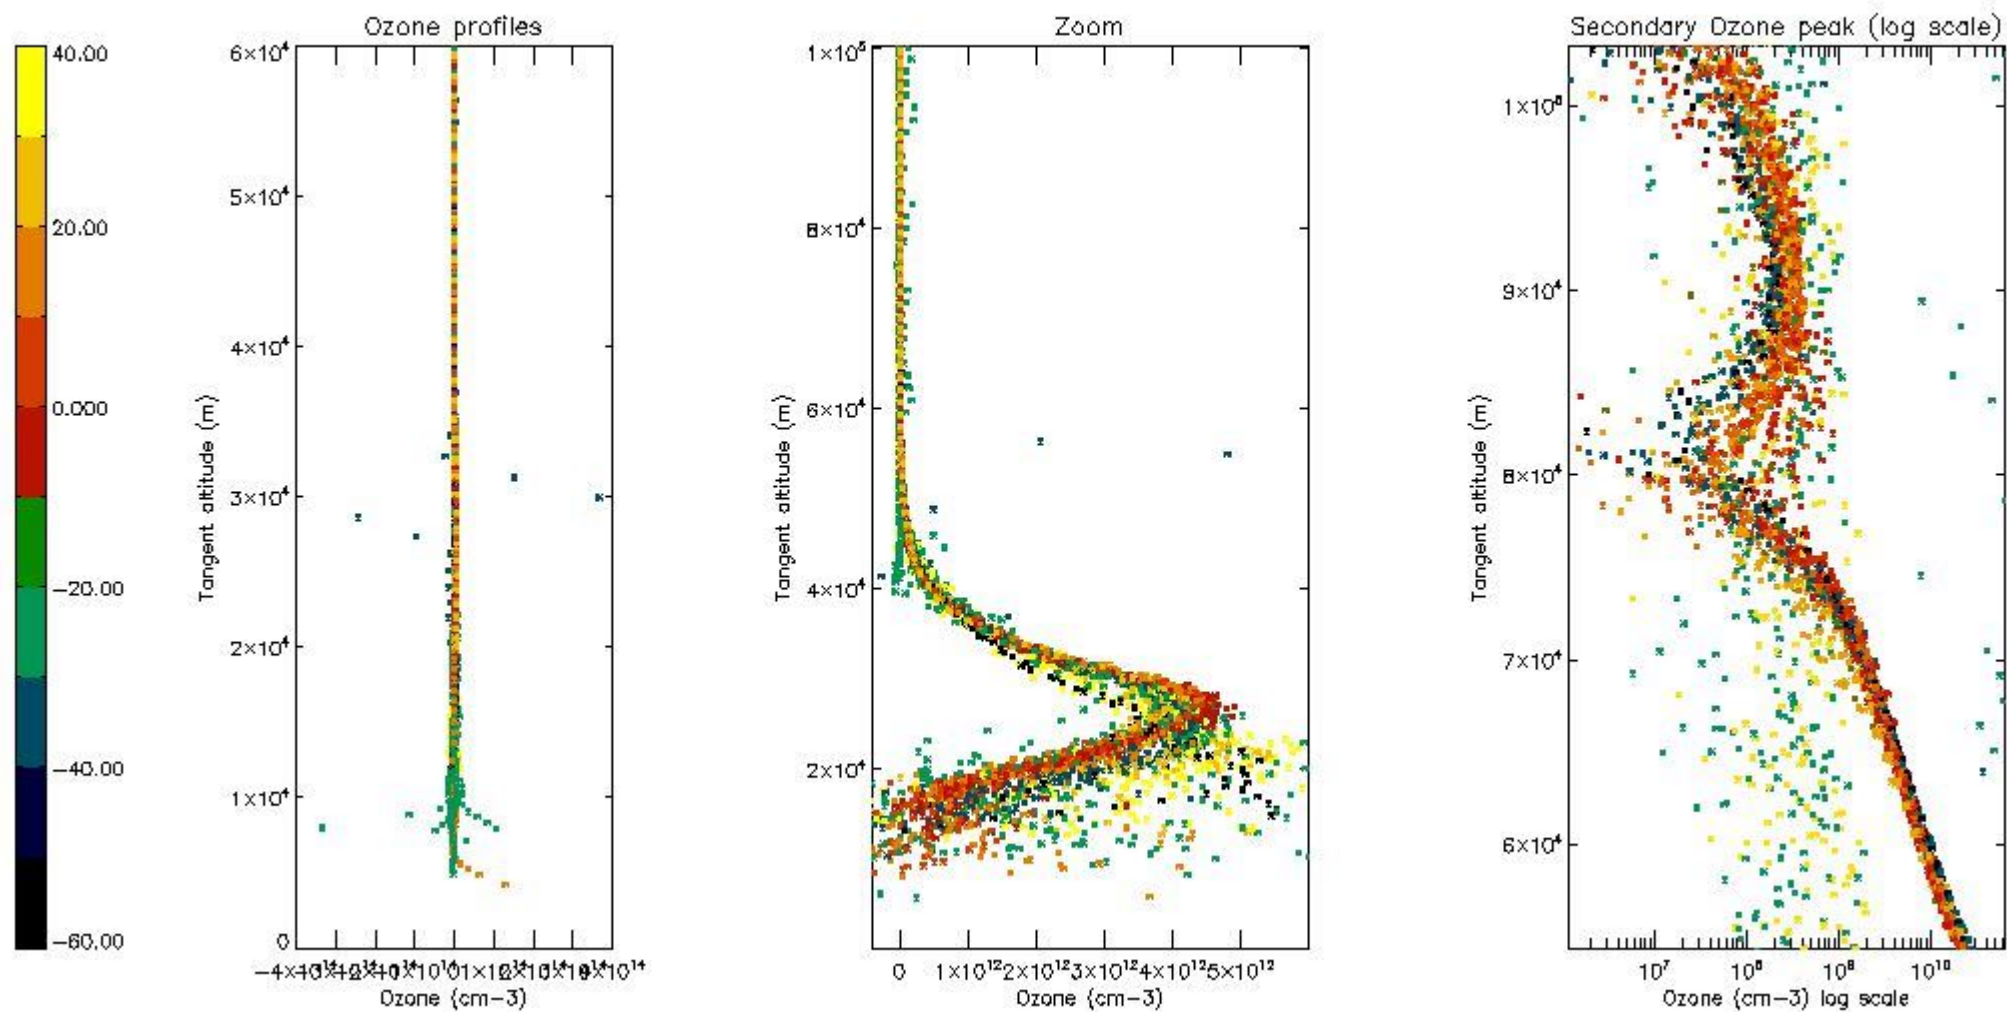 Ozone profiles
Zoom
Secondary Ozone peak (log scale)
40.00
20.00
0.000
−20.00
−40.00
−60.00
6×10⁴
5×10⁴
4×10⁴
3×10⁴
2×10⁴
1×10⁴
0
Tangent altitude (m)
Ozone (cm−3)
1×10⁵
8×10⁴
6×10⁴
4×10⁴
2×10⁴
Tangent altitude (m)
0 1×10¹² 2×10¹² 3×10¹² 4×10¹² 5×10¹²
Ozone (cm−3)
9×10⁴
8×10⁴
7×10⁴
6×10⁴
Tangent altitude (m)
10⁷ 10⁸ 10⁹ 10¹⁰
Ozone (cm−3) log scale